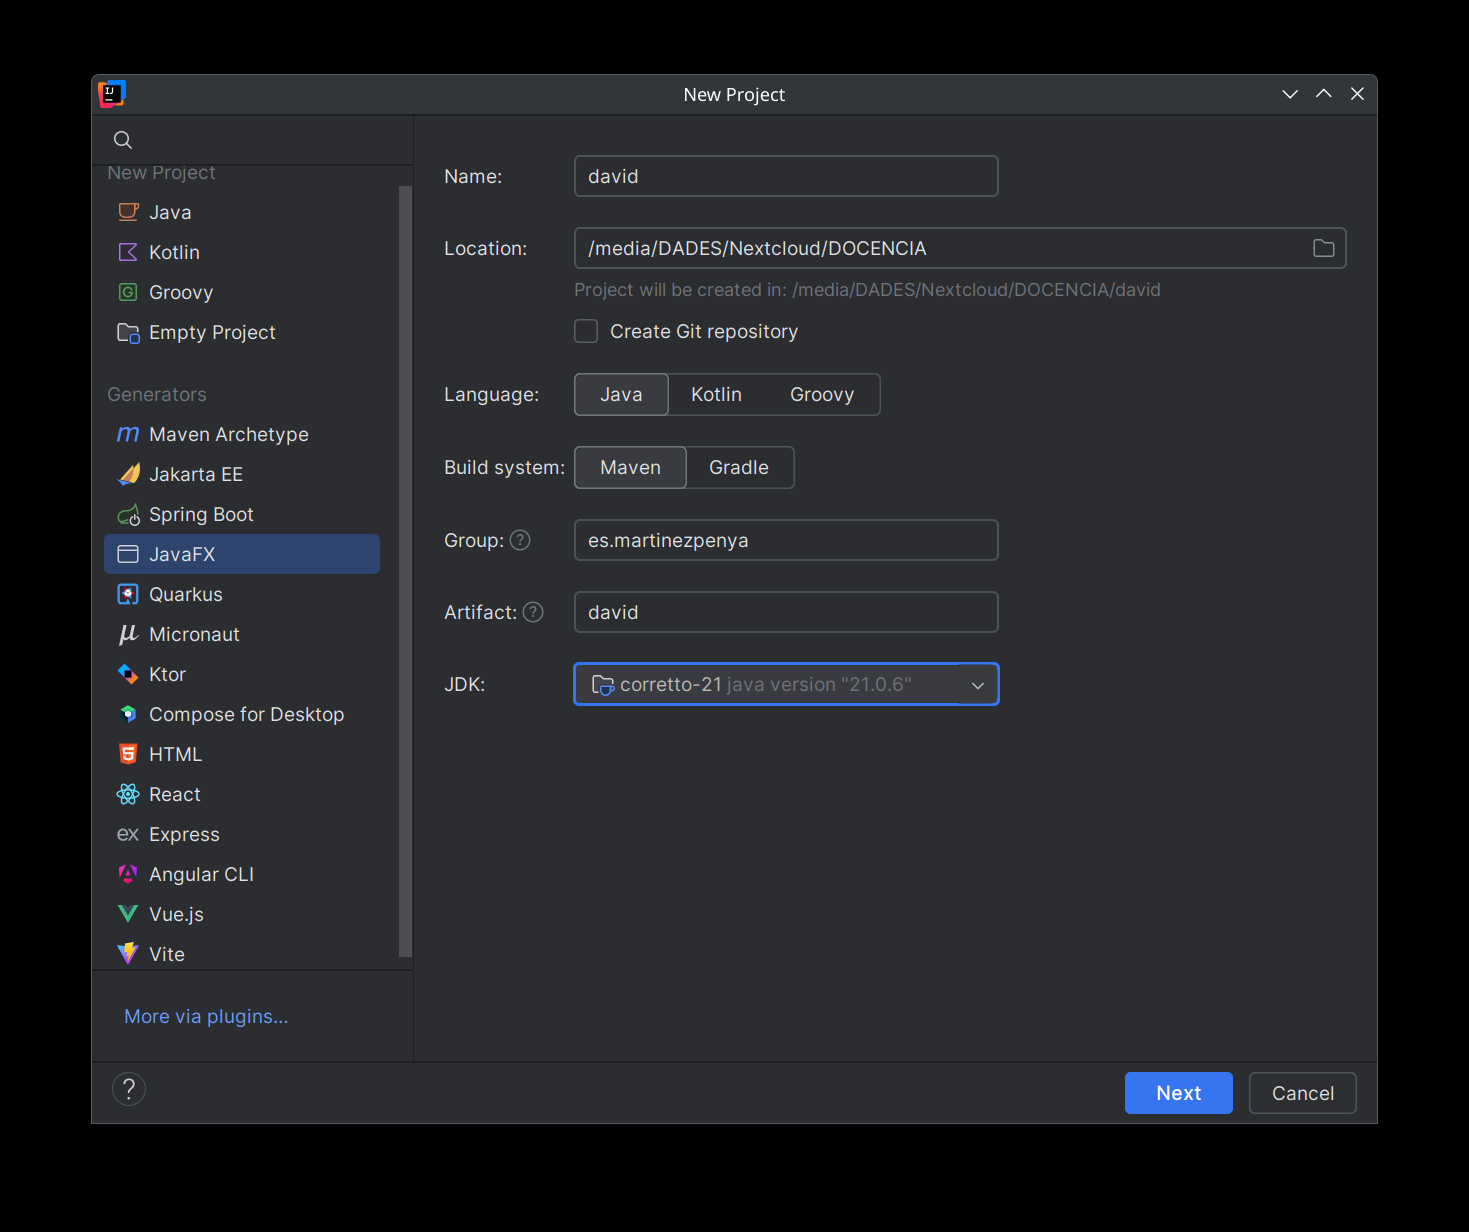 IJ
New Project
New Project
Java
Kotlin
G Groovy
Empty Project
Generators
m Maven Archetype
Jakarta EE
Spring Boot
JavaFX
Quarkus
μ Micronaut
Ktor
Compose for Desktop
5 HTML
React
ex Express
Angular CLI
Vue.js
Vite
More via plugins...
?
Name: david
Location: /media/DADES/Nextcloud/DOCENCIA
Project will be created in: /media/DADES/Nextcloud/DOCENCIA/david
Create Git repository
Language: Java Kotlin Groovy
Build system: Maven Gradle
Group: ? es.martinezpenya
Artifact: ? david
JDK: corretto-21 java version "21.0.6"
Next Cancel